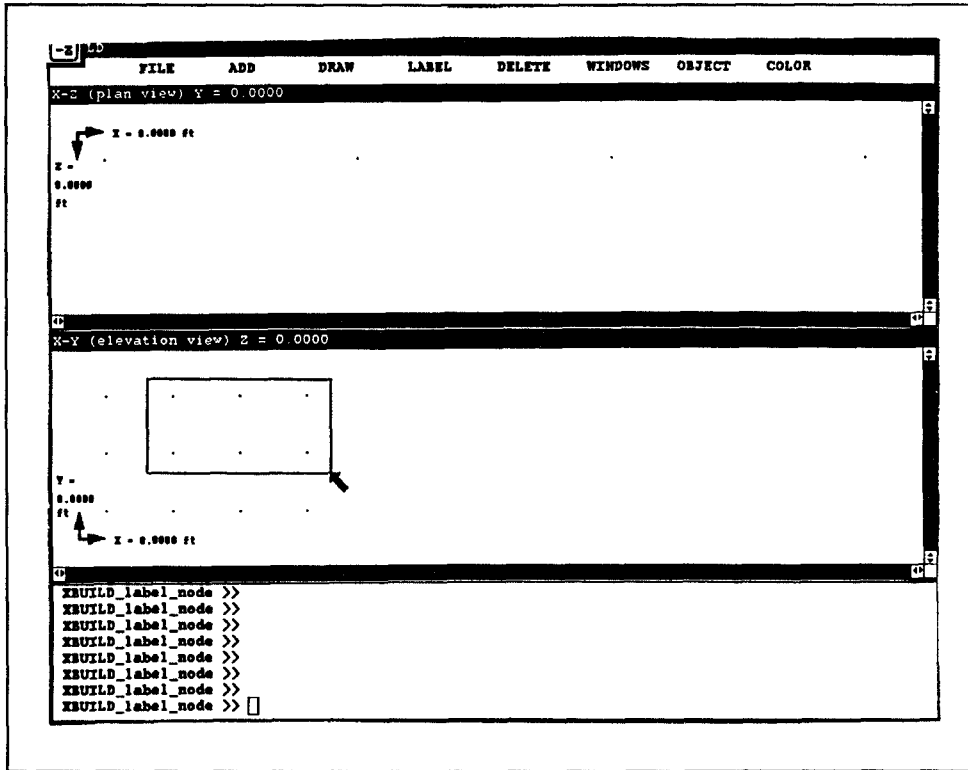 -Z LD
FILE ADD DRAW LABEL DELETE WINDOWS OBJECT COLOR
X-Z (plan view) Y = 0.0000
X = 0.0000 ft
Z =
0.0000
ft
X-Y (elevation view) Z = 0.0000
Y =
0.0000
ft
X = 0.0000 ft
XBUILD_label_node >>
XBUILD_label_node >>
XBUILD_label_node >>
XBUILD_label_node >>
XBUILD_label_node >>
XBUILD_label_node >>
XBUILD_label_node >>
XBUILD_label_node >>